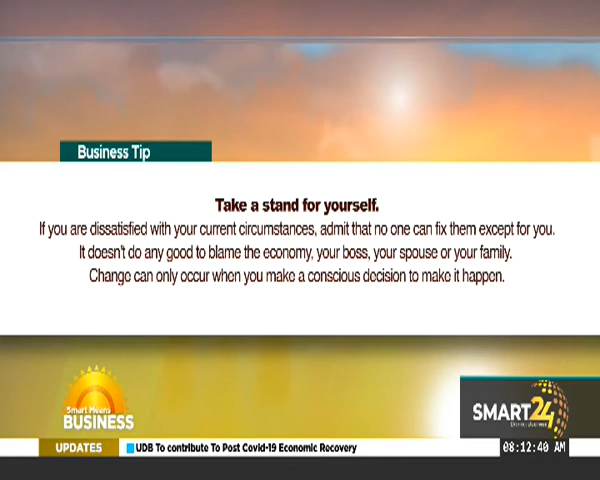 Business Tip
Take a stand for yourself.
If you are dissatisfied with your current circumstances, admit that no one can fix them except for you.
It doesn't do any good to blame the economy, your boss, your spouse or your family.
Change can only occur when you make a conscious decision to make it happen.
Smart Means
BUSINESS
SMART24
UPDATES
UDB To contribute To Post Covid-19 Economic Recovery
08:12:40 AM